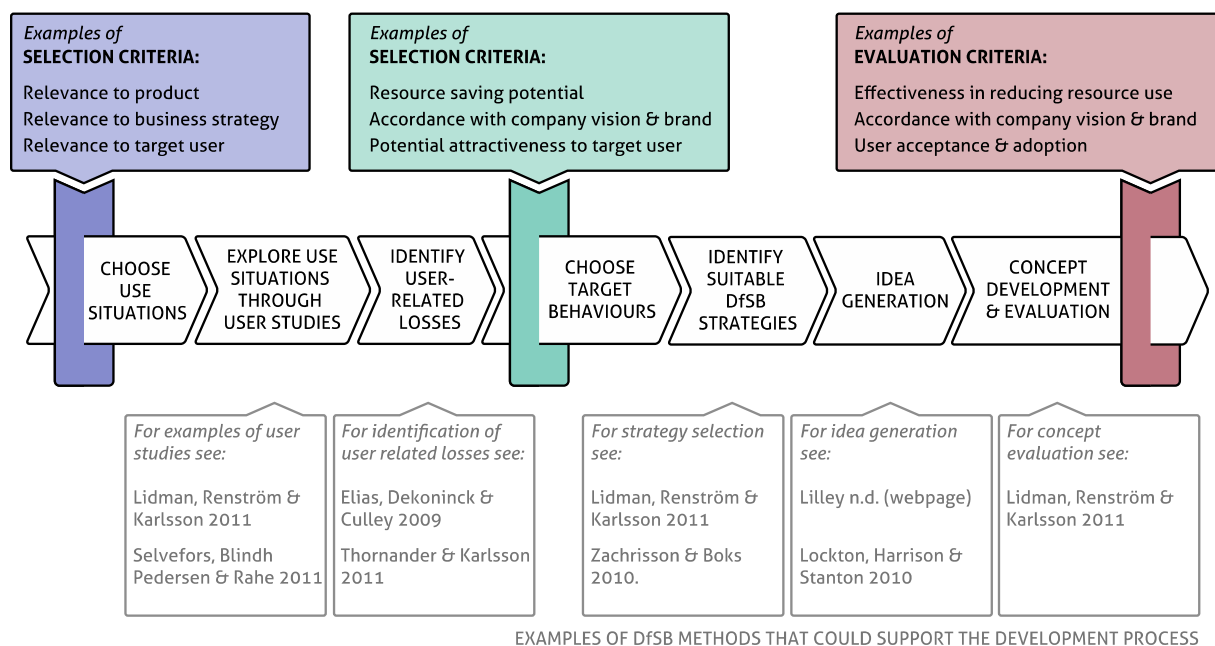 Examples of
SELECTION CRITERIA:
Relevance to product
Relevance to business strategy
Relevance to target user
Examples of
SELECTION CRITERIA:
Resource saving potential
Accordance with company vision & brand
Potential attractiveness to target user
Examples of
EVALUATION CRITERIA:
Effectiveness in reducing resource use
Accordance with company vision & brand
User acceptance & adoption
CHOOSE
USE
SITUATIONS
EXPLORE USE
SITUATIONS
THROUGH
USER STUDIES
IDENTIFY
USER-
RELATED
LOSSES
CHOOSE
TARGET
BEHAVIOURS
IDENTIFY
SUITABLE
DfSB
STRATEGIES
IDEA
GENERATION
CONCEPT
DEVELOPMENT
& EVALUATION
For examples of user
studies see:
Lidman, Renström &
Karlsson 2011
Selvefors, Blindh
Pedersen & Rahe 2011
For identification of
user related losses see:
Elias, Dekoninck &
Culley 2009
Thornander & Karlsson
2011
For strategy selection
see:
Lidman, Renström &
Karlsson 2011
Zachrisson & Boks
2010.
For idea generation
see:
Lilley n.d. (webpage)
Lockton, Harrison &
Stanton 2010
For concept
evaluation see:
Lidman, Renström &
Karlsson 2011
EXAMPLES OF DfSB METHODS THAT COULD SUPPORT THE DEVELOPMENT PROCESS